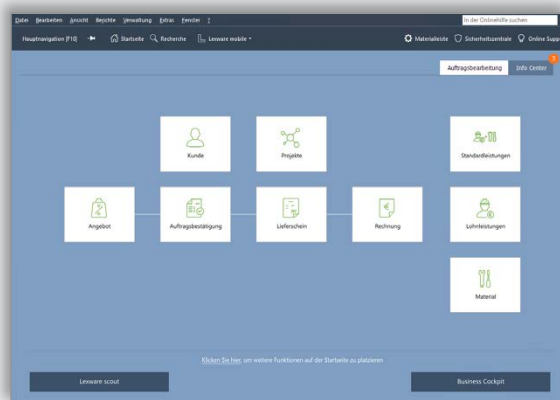 Datei Bearbeiten Ansicht Berichte Verwaltung Extras Fenster ?
In der Onlinehilfe suchen
Hauptnavigation [F10] Startseite Recherche Lexware mobile
Materialleiste Sicherheitszentrale Online Supp
Auftragsbearbeitung Info Center 3
Kunde Projekte Standardleistungen
Angebot Auftragsbestätigung Lieferschein Rechnung Lohnleistungen
Material
Klicken Sie hier, um weitere Funktionen auf der Startseite zu platzieren
Lexware scout Business Cockpit